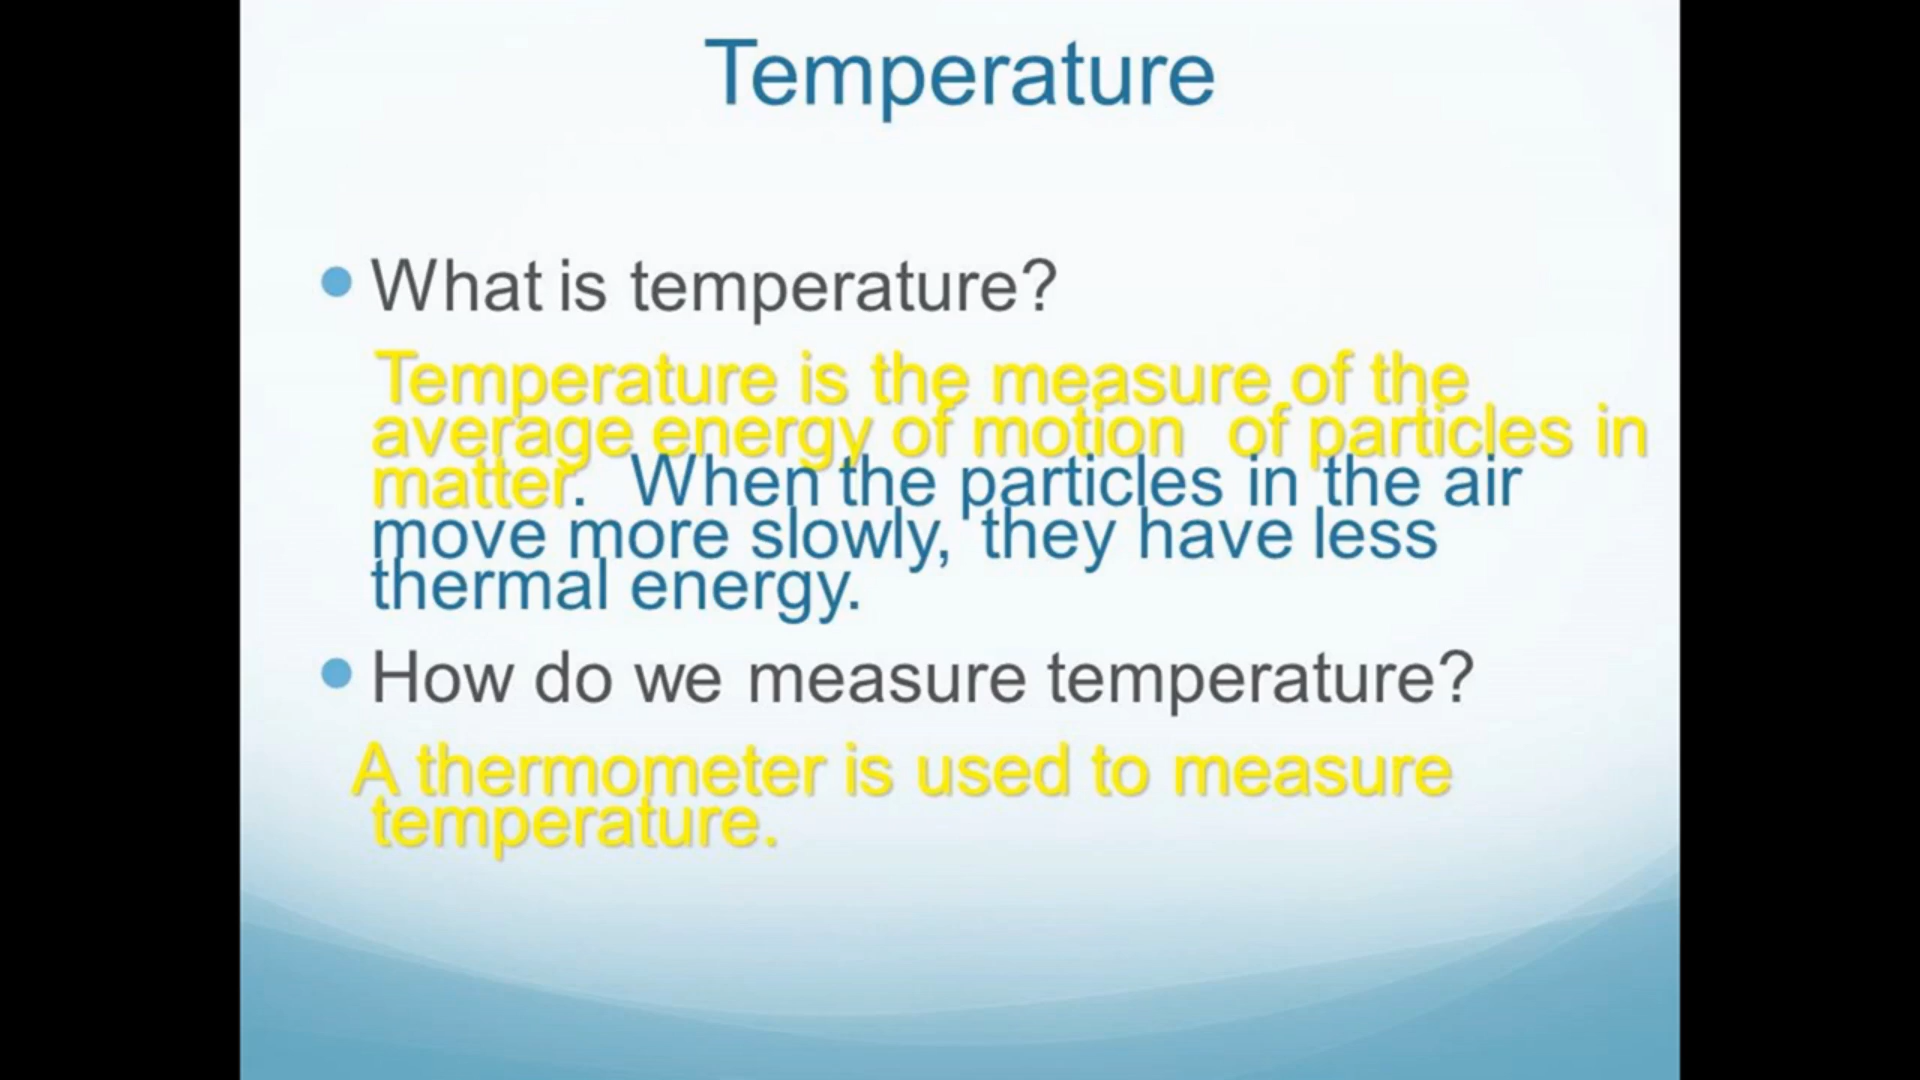 Temperature
What is temperature?
Temperature is the measure of the
average energy of motion of particles in
matter. When the particles in the air
move more slowly, they have less
thermal energy.
How do we measure temperature?
A thermometer is used to measure
temperature.